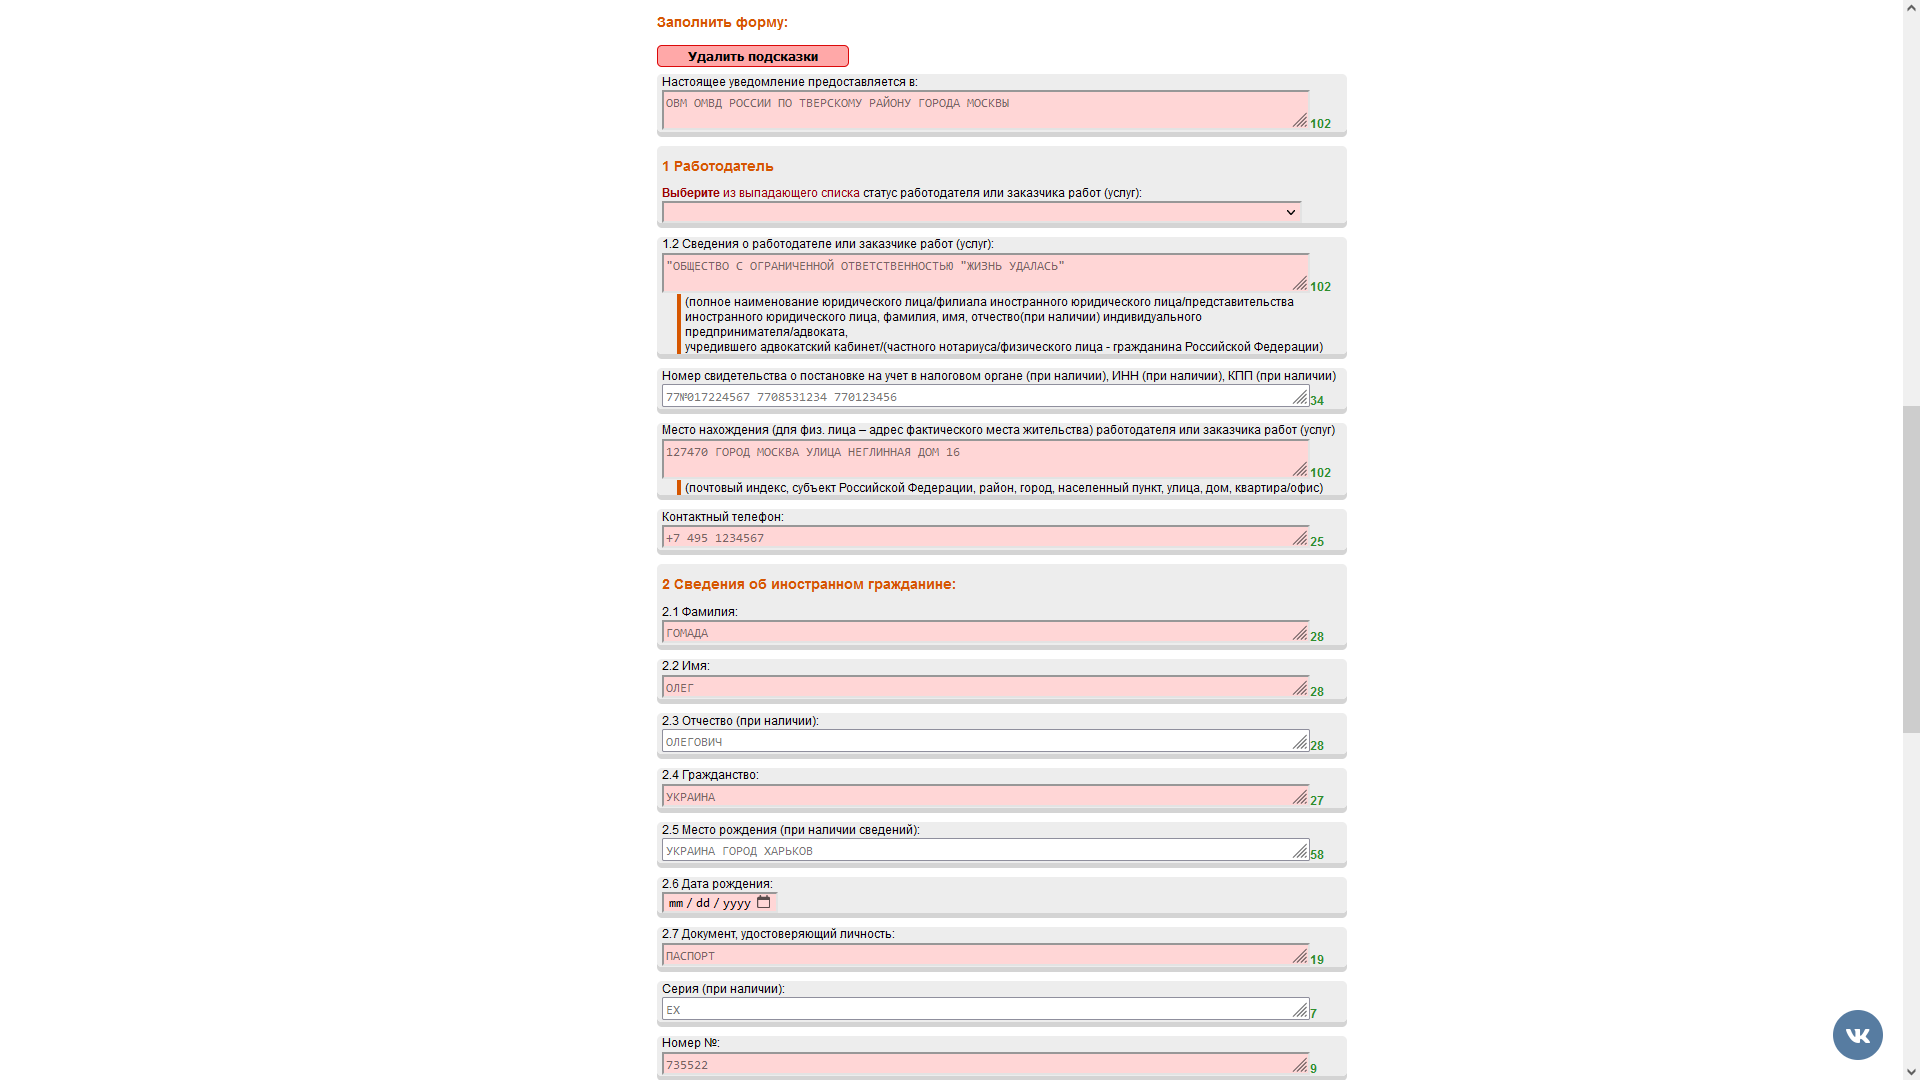 Заполнить форму:
Удалить подсказки
Настоящее уведомление предоставляется в:
ОВМ ОМВД РОССИИ ПО ТВЕРСКОМУ РАЙОНУ ГОРОДА МОСКВЫ
102
1 Работодатель
Выберите из выпадающего списка статус работодателя или заказчика работ (услуг):
1.2 Сведения о работодателе или заказчике работ (услуг):
"ОБЩЕСТВО С ОГРАНИЧЕННОЙ ОТВЕТСТВЕННОСТЬЮ "ЖИЗНЬ УДАЛАСЬ"
102
(полное наименование юридического лица/филиала иностранного юридического лица/представительства
иностранного юридического лица, фамилия, имя, отчество(при наличии) индивидуального
предпринимателя/адвоката,
учредившего адвокатский кабинет/(частного нотариуса/физического лица - гражданина Российской Федерации)
Номер свидетельства о постановке на учет в налоговом органе (при наличии), ИНН (при наличии), КПП (при наличии)
77№017224567 7708531234 770123456
34
Место нахождения (для физ. лица – адрес фактического места жительства) работодателя или заказчика работ (услуг)
127470 ГОРОД МОСКВА УЛИЦА НЕГЛИННАЯ ДОМ 16
102
(почтовый индекс, субъект Российской Федерации, район, город, населенный пункт, улица, дом, квартира/офис)
Контактный телефон:
+7 495 1234567
25
2 Сведения об иностранном гражданине:
2.1 Фамилия:
ГОМАДА
28
2.2 Имя:
ОЛЕГ
28
2.3 Отчество (при наличии):
ОЛЕГОВИЧ
28
2.4 Гражданство:
УКРАИНА
27
2.5 Место рождения (при наличии сведений):
УКРАИНА ГОРОД ХАРЬКОВ
58
2.6 Дата рождения:
mm / dd / yyyy
2.7 Документ, удостоверяющий личность:
ПАСПОРТ
19
Серия (при наличии):
ЕХ
7
Номер №:
735522
9